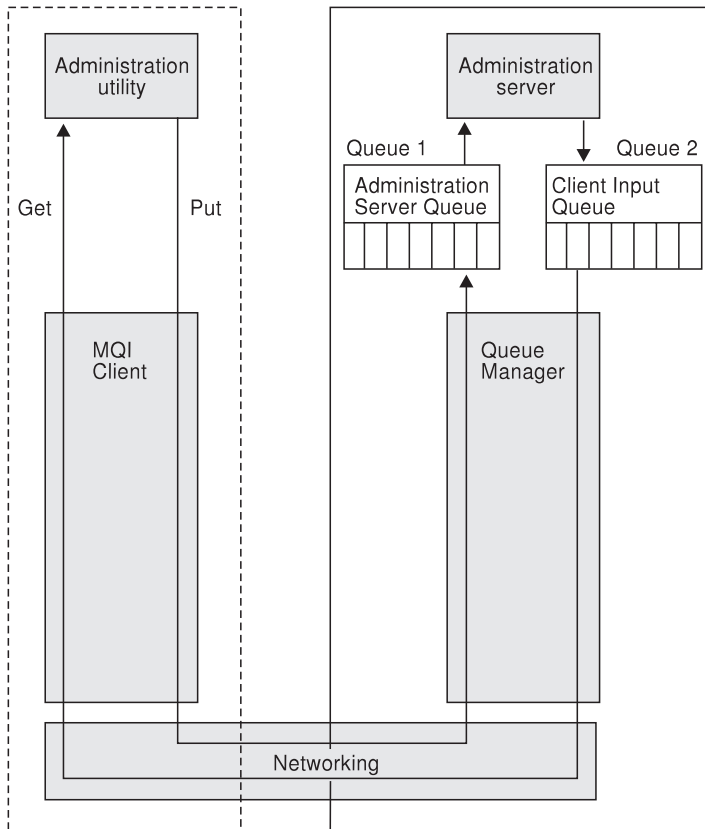 Administration
utility
Administration
server
Queue 1
Queue 2
Administration
Server Queue
Client Input
Queue
Get
Put
MQI
Client
Queue
Manager
Networking